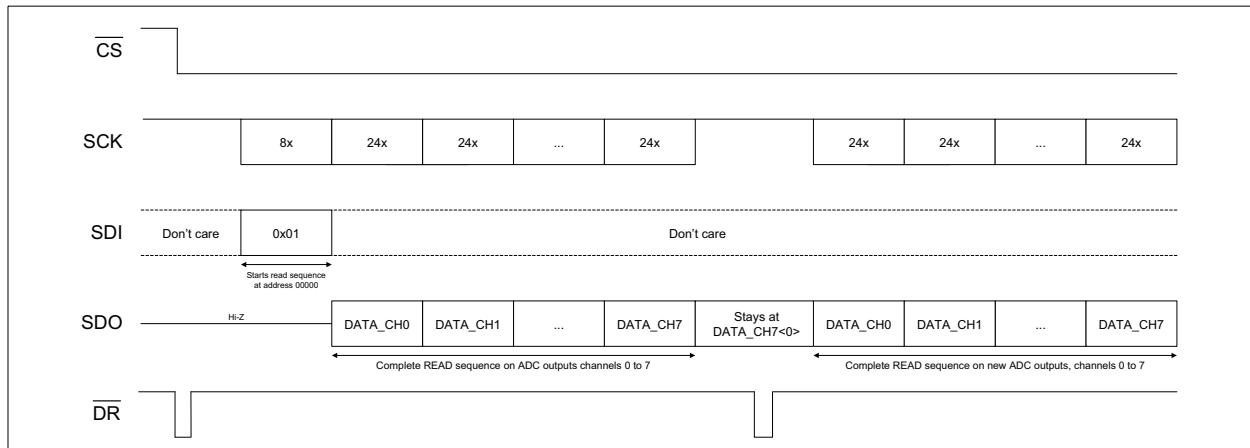 CS
SCK
8x
24x
24x
...
24x
24x
24x
...
24x
SDI
Don't care
0x01
Don't care
Starts read sequence
at address 00000
SDO
Hi-Z
DATA_CH0
DATA_CH1
...
DATA_CH7
Stays at
DATA_CH7<0>
DATA_CH0
DATA_CH1
...
DATA_CH7
Complete READ sequence on ADC outputs channels 0 to 7
Complete READ sequence on new ADC outputs, channels 0 to 7
DR